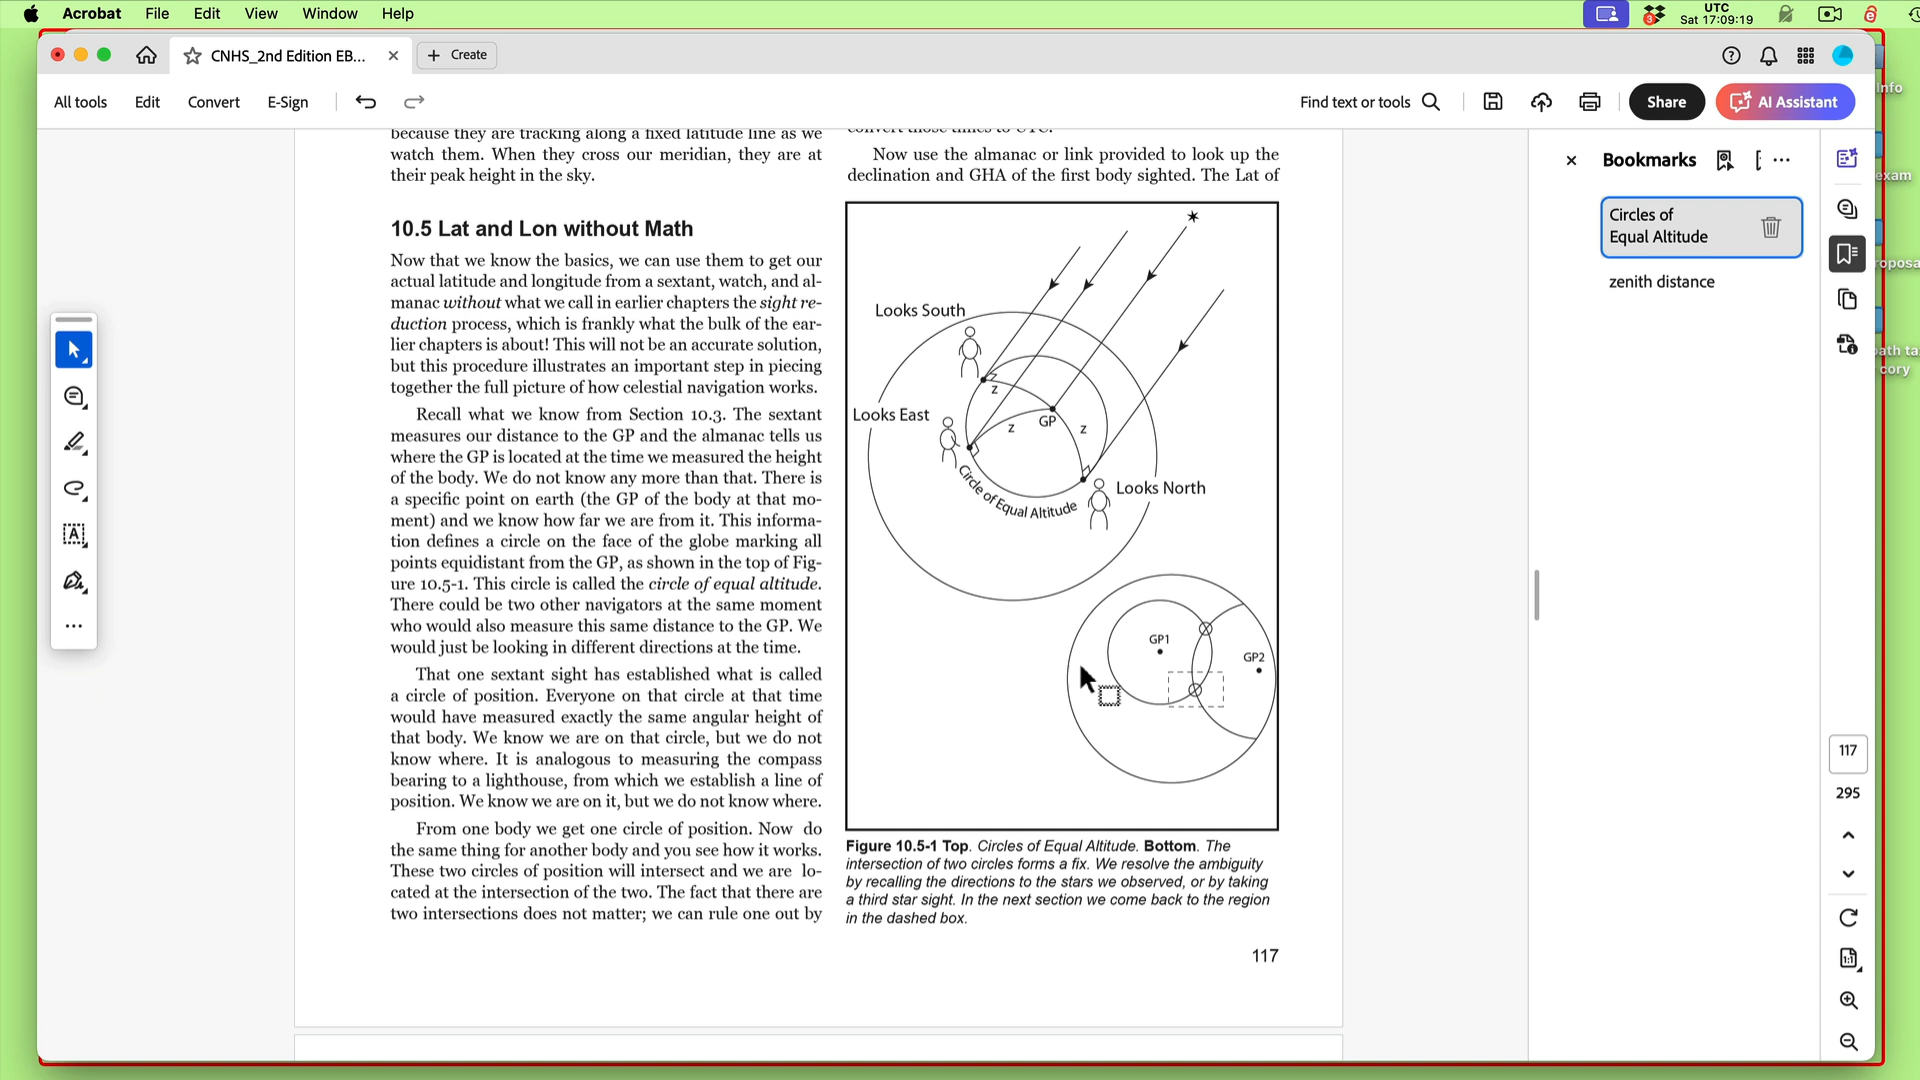 Acrobat File Edit View Window Help
3
UTC
Sat 17:09:19
CNHS_2nd Edition EB...
Create
All tools Edit Convert E-Sign
Find text or tools
Share
AI Assistant
because they are tracking along a fixed latitude line as we
watch them. When they cross our meridian, they are at
their peak height in the sky.
10.5 Lat and Lon without Math
Now that we know the basics, we can use them to get our
actual latitude and longitude from a sextant, watch, and al-
manac without what we call in earlier chapters the sight re-
duction process, which is frankly what the bulk of the ear-
lier chapters is about! This will not be an accurate solution,
but this procedure illustrates an important step in piecing
together the full picture of how celestial navigation works.
Recall what we know from Section 10.3. The sextant
measures our distance to the GP and the almanac tells us
where the GP is located at the time we measured the height
of the body. We do not know any more than that. There is
a specific point on earth (the GP of the body at that mo-
ment) and we know how far we are from it. This informa-
tion defines a circle on the face of the globe marking all
points equidistant from the GP, as shown in the top of Fig-
ure 10.5-1. This circle is called the circle of equal altitude.
There could be two other navigators at the same moment
who would also measure this same distance to the GP. We
would just be looking in different directions at the time.
That one sextant sight has established what is called
a circle of position. Everyone on that circle at that time
would have measured exactly the same angular height of
that body. We know we are on that circle, but we do not
know where. It is analogous to measuring the compass
bearing to a lighthouse, from which we establish a line of
position. We know we are on it, but we do not know where.
From one body we get one circle of position. Now do
the same thing for another body and you see how it works.
These two circles of position will intersect and we are lo-
cated at the intersection of the two. The fact that there are
two intersections does not matter; we can rule one out by
convert those times to UTC.
Now use the almanac or link provided to look up the
declination and GHA of the first body sighted. The Lat of
Looks South
Looks East
Looks North
z
z
z
GP
Circle of Equal Altitude
GP1
GP2
Figure 10.5-1 Top. Circles of Equal Altitude. Bottom. The
intersection of two circles forms a fix. We resolve the ambiguity
by recalling the directions to the stars we observed, or by taking
a third star sight. In the next section we come back to the region
in the dashed box.
117
Bookmarks
Circles of
Equal Altitude
zenith distance
117
295
1:1
info
exam
roposa
path ta
cory